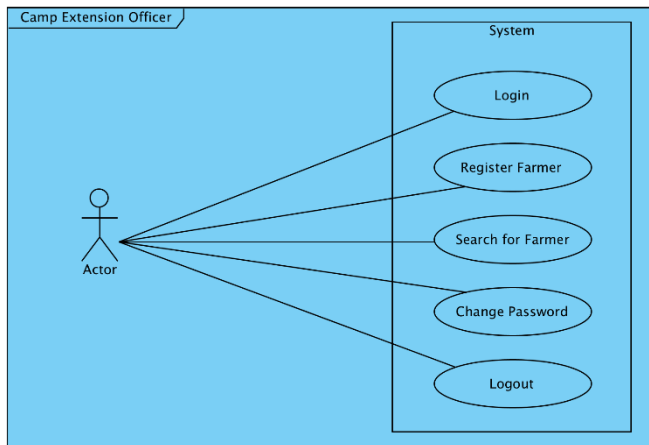 Camp Extension Officer
System
Login
Register Farmer
Search for Farmer
Actor
Change Password
Logout